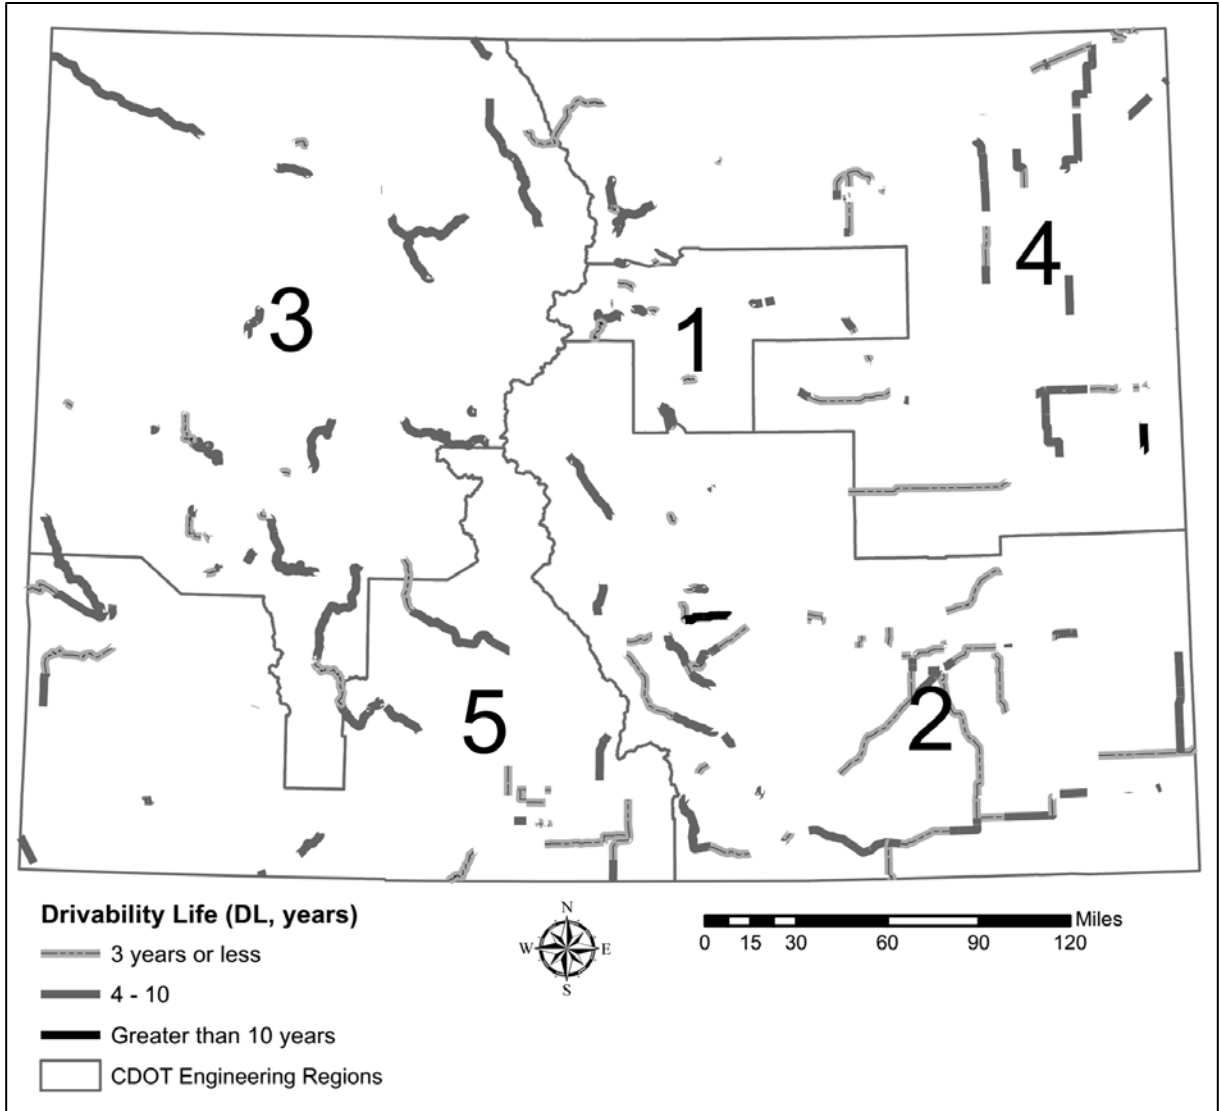 4
3
1
5
2
Drivability Life (DL, years)
3 years or less
4 - 10
Greater than 10 years
CDOT Engineering Regions
N
W E
S
Miles
0 15 30 60 90 120